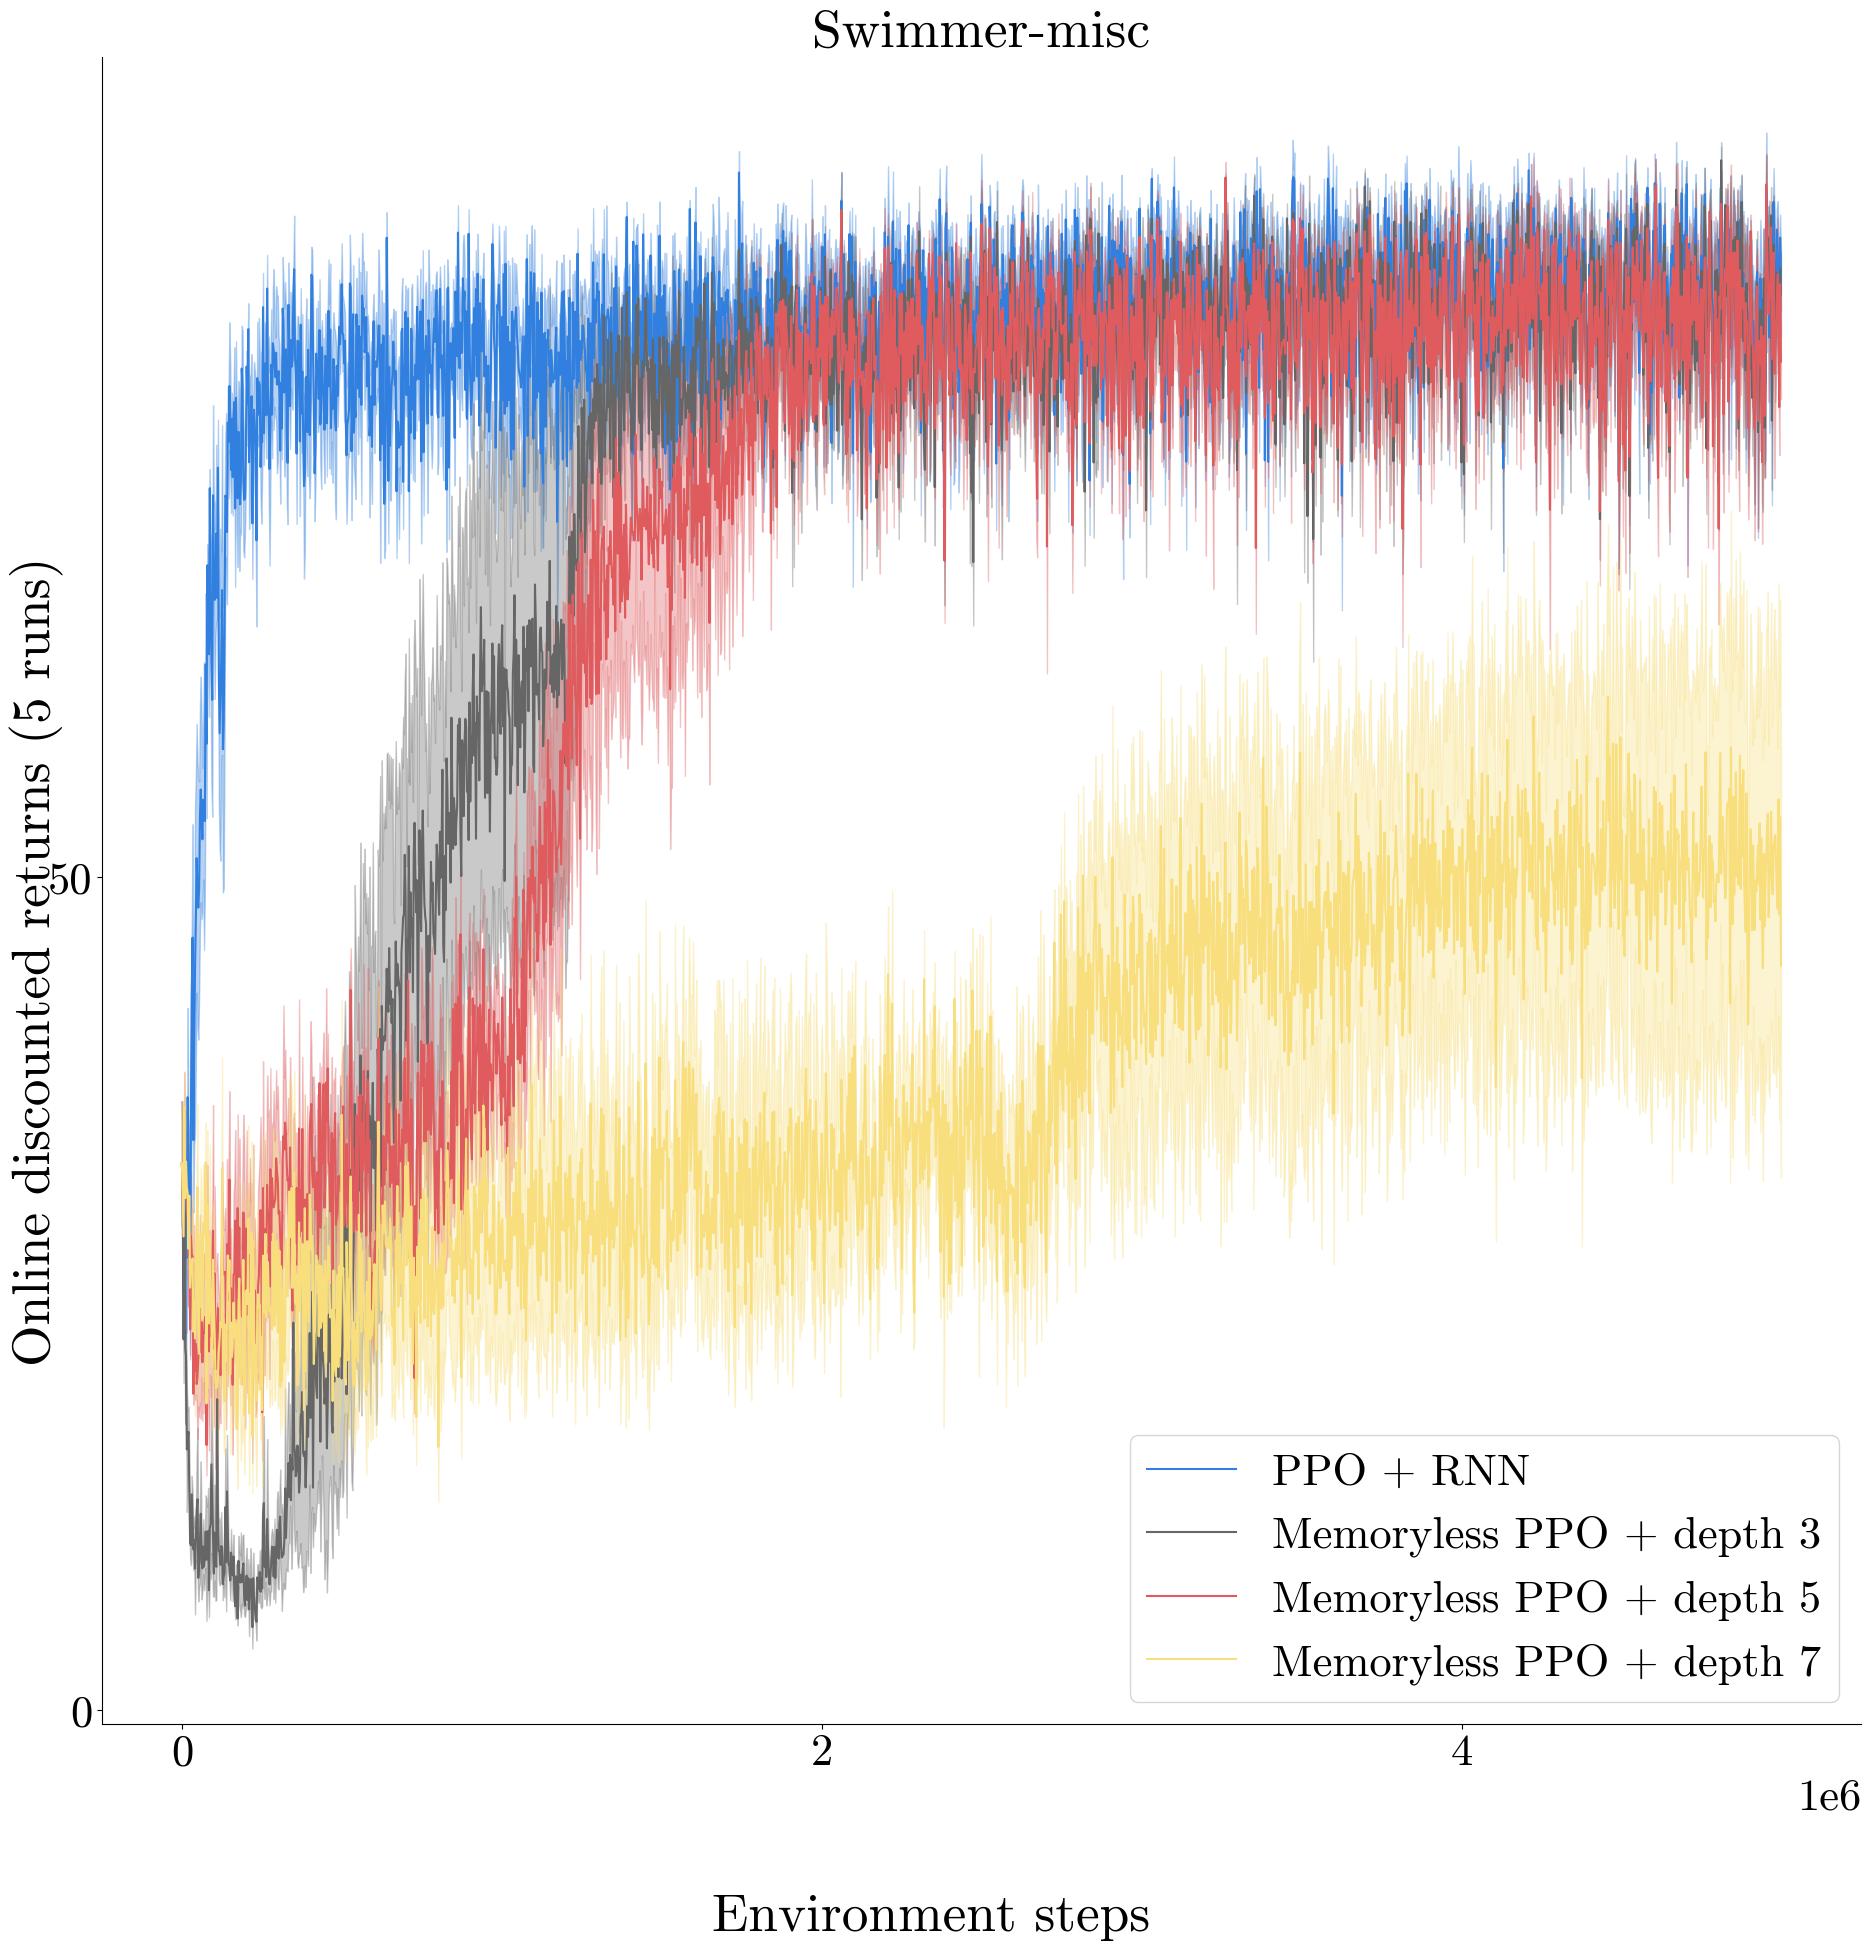 Swimmer-misc
Online discounted returns (5 runs)
50
0
0
2
4
1e6
Environment steps
PPO + RNN
Memoryless PPO + depth 3
Memoryless PPO + depth 5
Memoryless PPO + depth 7